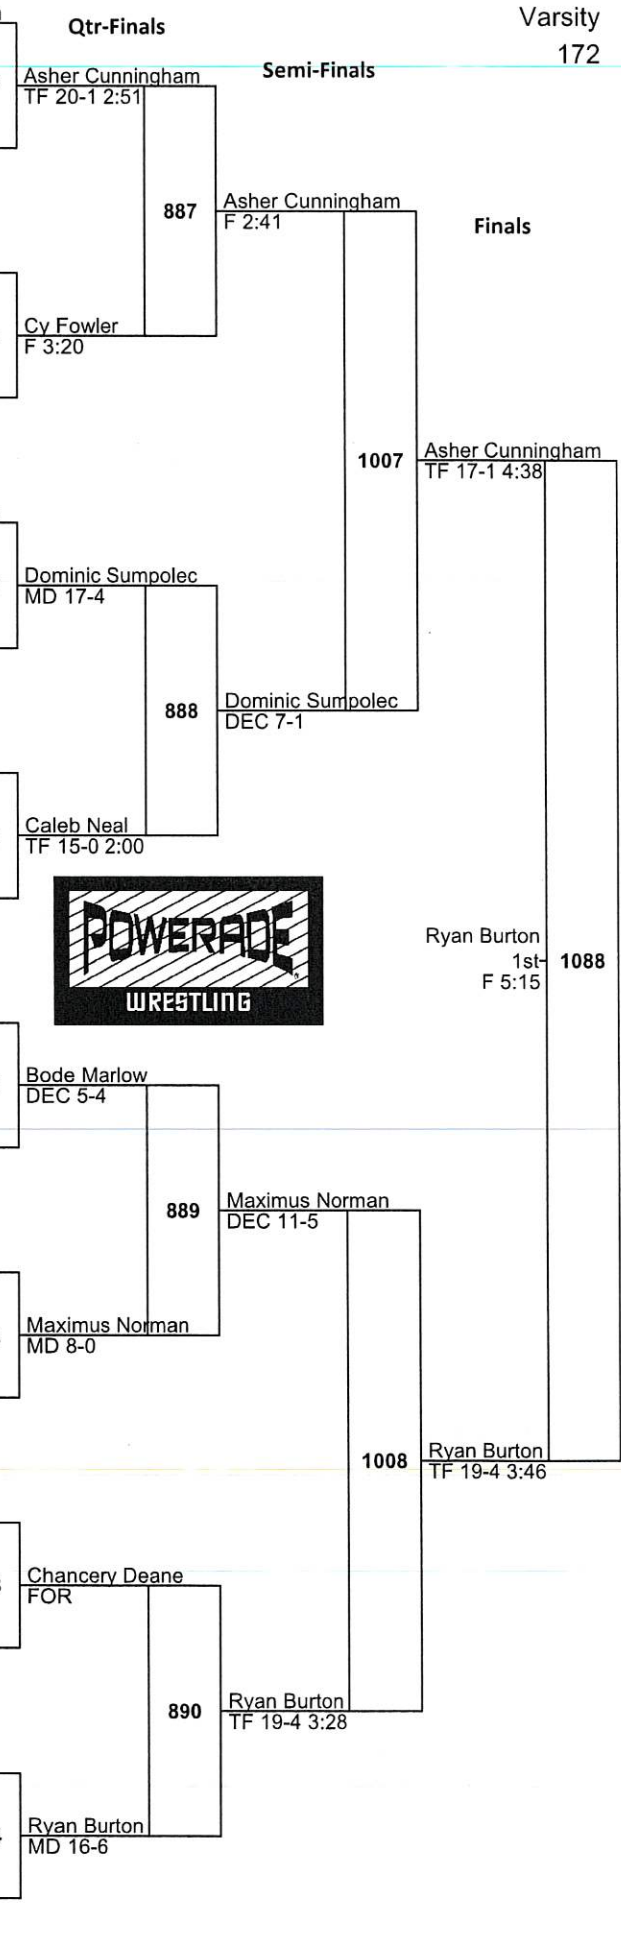 Varsity
172
Qtr-Finals
Semi-Finals
Finals
Asher Cunningham
TF 20-1 2:51
887
Asher Cunningham
F 2:41
Cy Fowler
F 3:20
1007
Asher Cunningham
TF 17-1 4:38
Dominic Sumpolec
MD 17-4
888
Dominic Sumpolec
DEC 7-1
Caleb Neal
TF 15-0 2:00
POWERADE
WRESTLING
Ryan Burton
1st
F 5:15
1088
Bode Marlow
DEC 5-4
889
Maximus Norman
DEC 11-5
Maximus Norman
MD 8-0
1008
Ryan Burton
TF 19-4 3:46
Chancery Deane
FOR
890
Ryan Burton
TF 19-4 3:28
Ryan Burton
MD 16-6